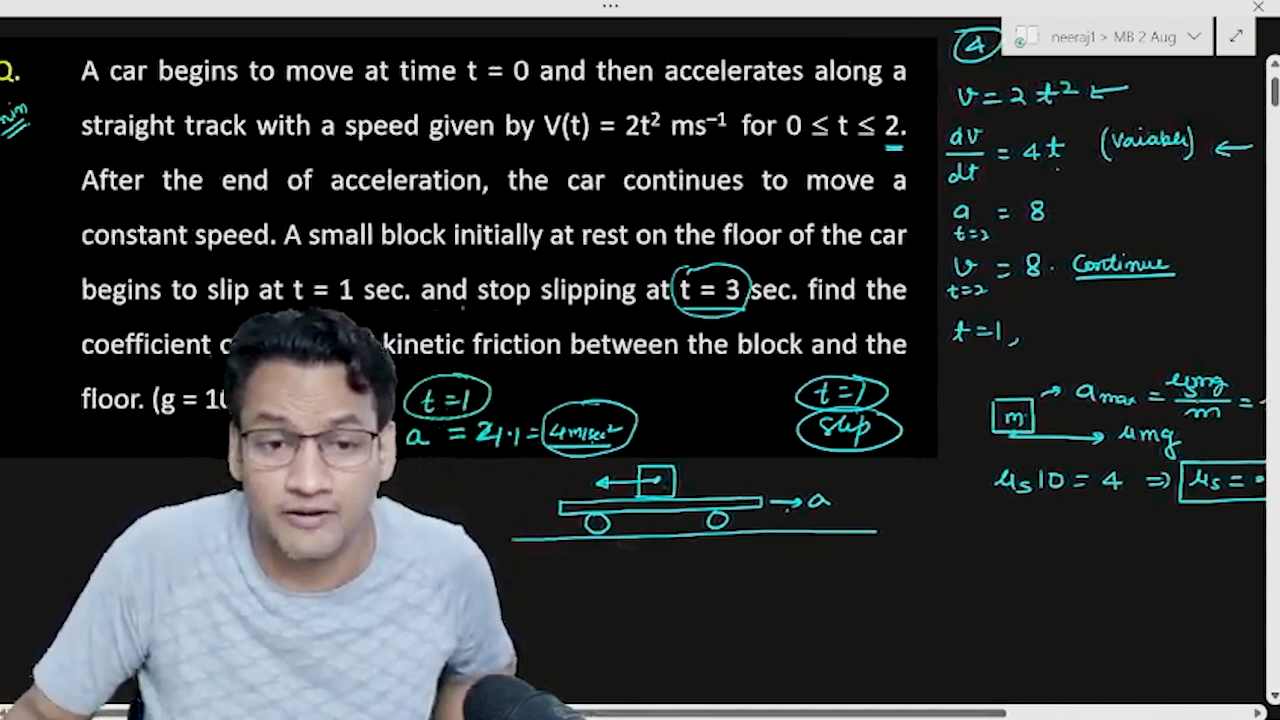 Q.
A car begins to move at time t = 0 and then accelerates along a
straight track with a speed given by V(t) = 2t² ms⁻¹ for 0 ≤ t ≤ 2.
After the end of acceleration, the car continues to move a
constant speed. A small block initially at rest on the floor of the car
begins to slip at t = 1 sec. and stop slipping at t = 3 sec. find the
coefficient kinetic friction between the block and the
floor. (g = 10
t=1
a = 4·1 = 4m/sec²
t=1
slip
a
4
neeraj1 > MB 2 Aug
v = 2t²
dv/dt = 4t (Variable)
a t=2 = 8
v t=2 = 8. Continue
t=1,
m
a max = μsmg/m =
μmg
μs10 = 4 ⇒ μs =